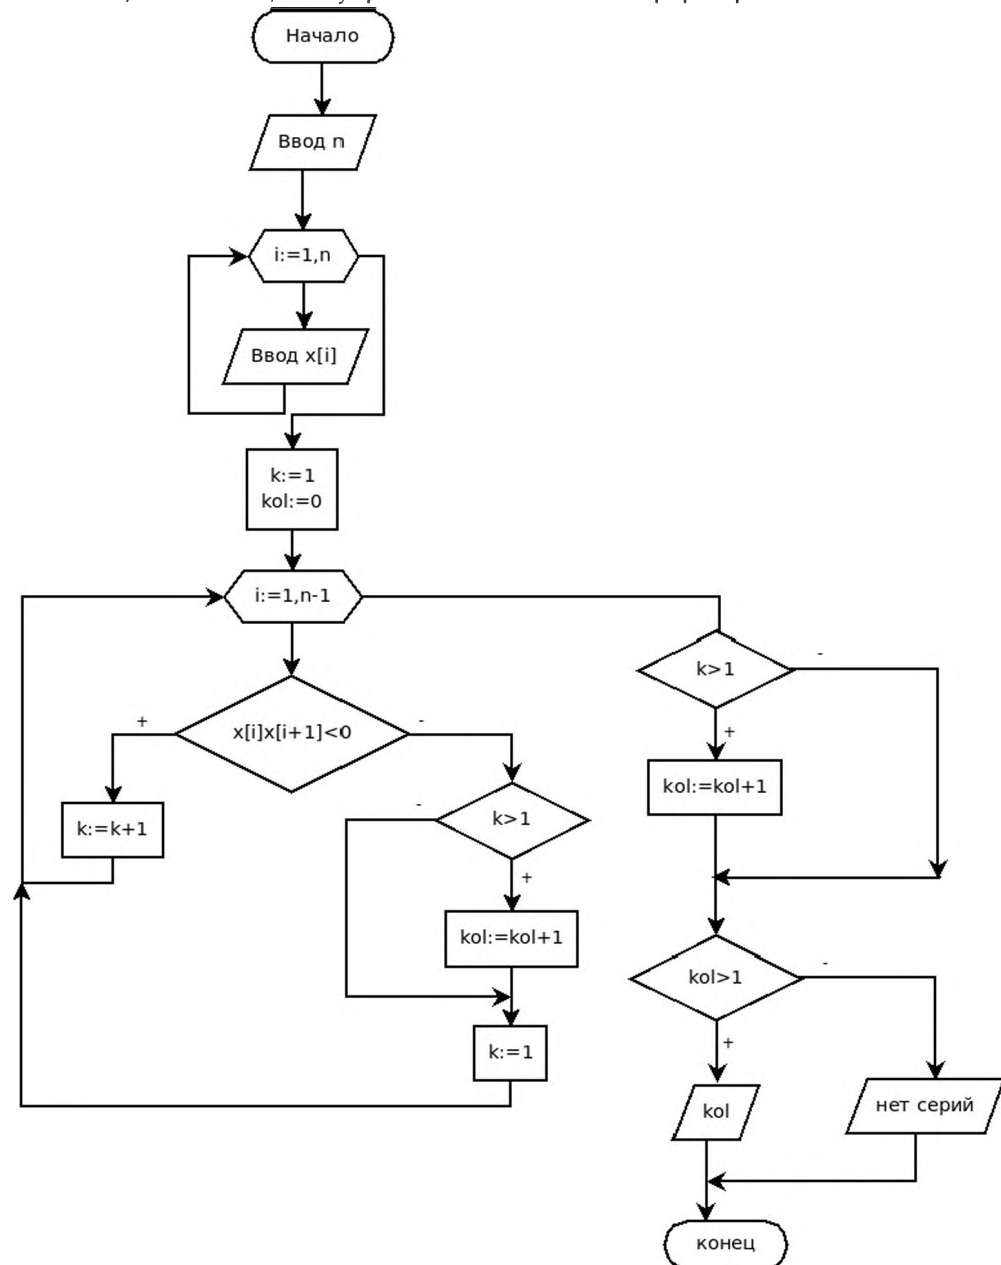 Начало
Ввод n
i:=1,n
Ввод x[i]
k:=1
kol:=0
i:=1,n-1
x[i]x[i+1]<0
+
-
k:=k+1
k>1
-
+
kol:=kol+1
k:=1
k>1
-
+
kol:=kol+1
kol>1
-
+
kol
нет серий
конец